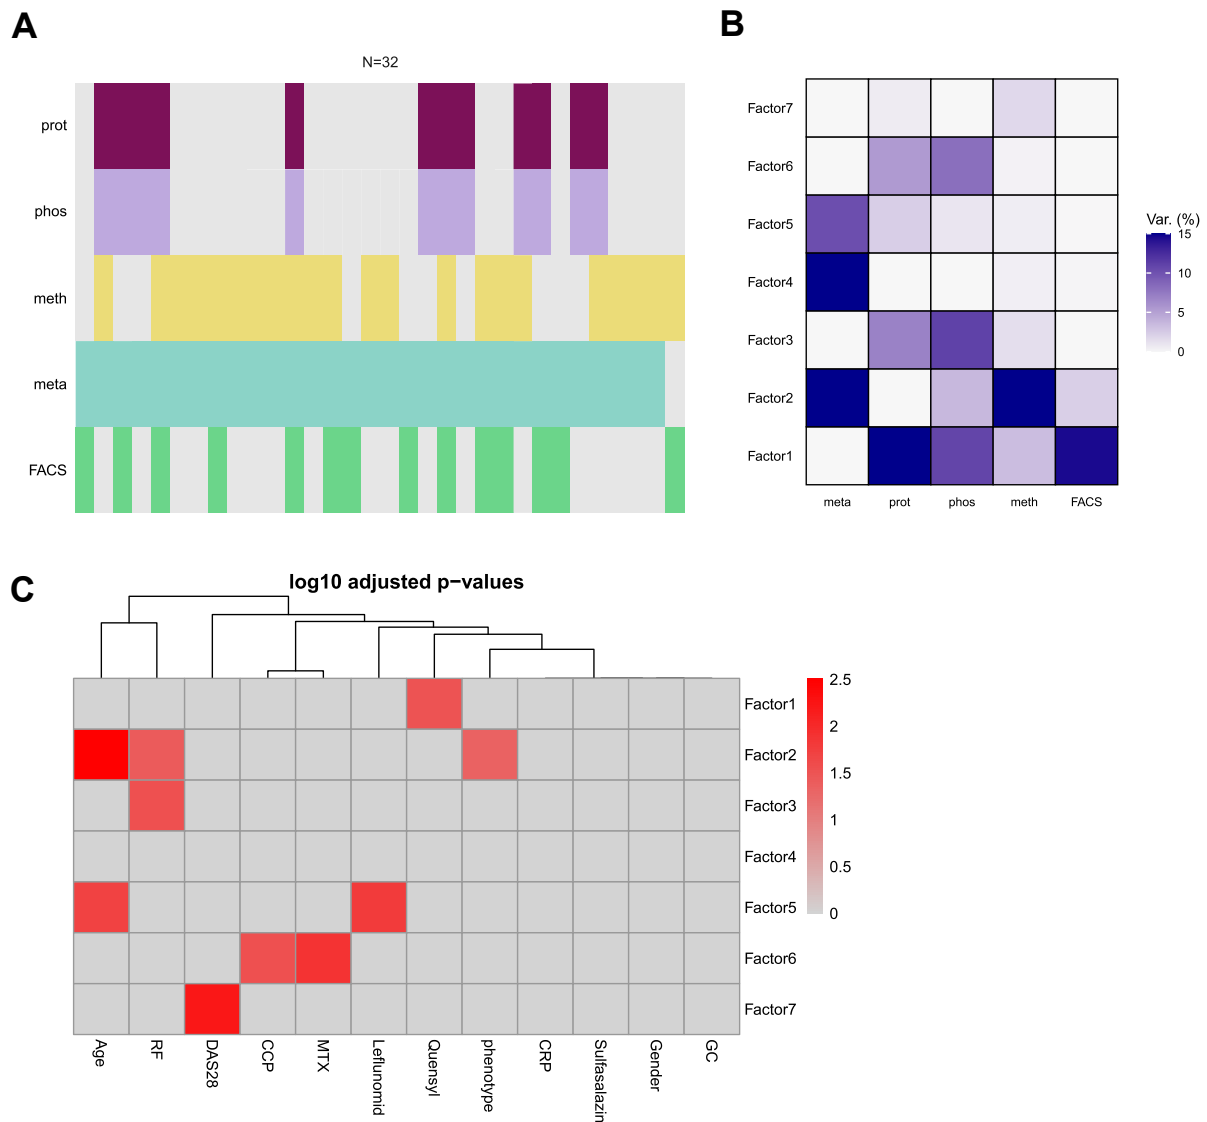 A
N=32
prot
phos
meth
meta
FACS
B
Factor7
Factor6
Factor5
Factor4
Factor3
Factor2
Factor1
meta prot phos meth FACS
Var. (%)
15
10
5
0
C
log10 adjusted p−values
Factor1
Factor2
Factor3
Factor4
Factor5
Factor6
Factor7
Age RF DAS28 CCP MTX Leflunomid Quensyl phenotype CRP Sulfasalazin Gender GC
2.5
2
1.5
1
0.5
0